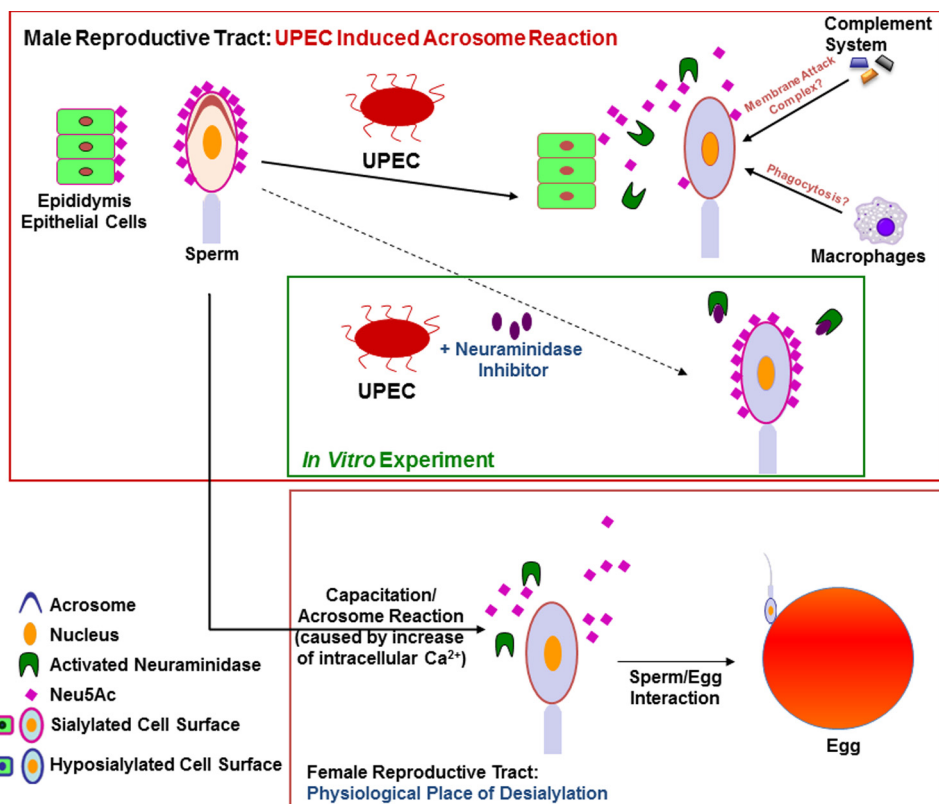 Male Reproductive Tract: UPEC Induced Acrosome Reaction
Complement
System
Membrane Attack
Complex?
UPEC
Phagocytosis?
Epididymis
Epithelial Cells
Sperm
Macrophages
+ Neuraminidase
Inhibitor
UPEC
In Vitro Experiment
Acrosome
Nucleus
Activated Neuraminidase
Neu5Ac
Sialylated Cell Surface
Hyposialylated Cell Surface
Capacitation/
Acrosome Reaction
(caused by increase
of intracellular Ca²⁺)
Sperm/Egg
Interaction
Egg
Female Reproductive Tract:
Physiological Place of Desialylation